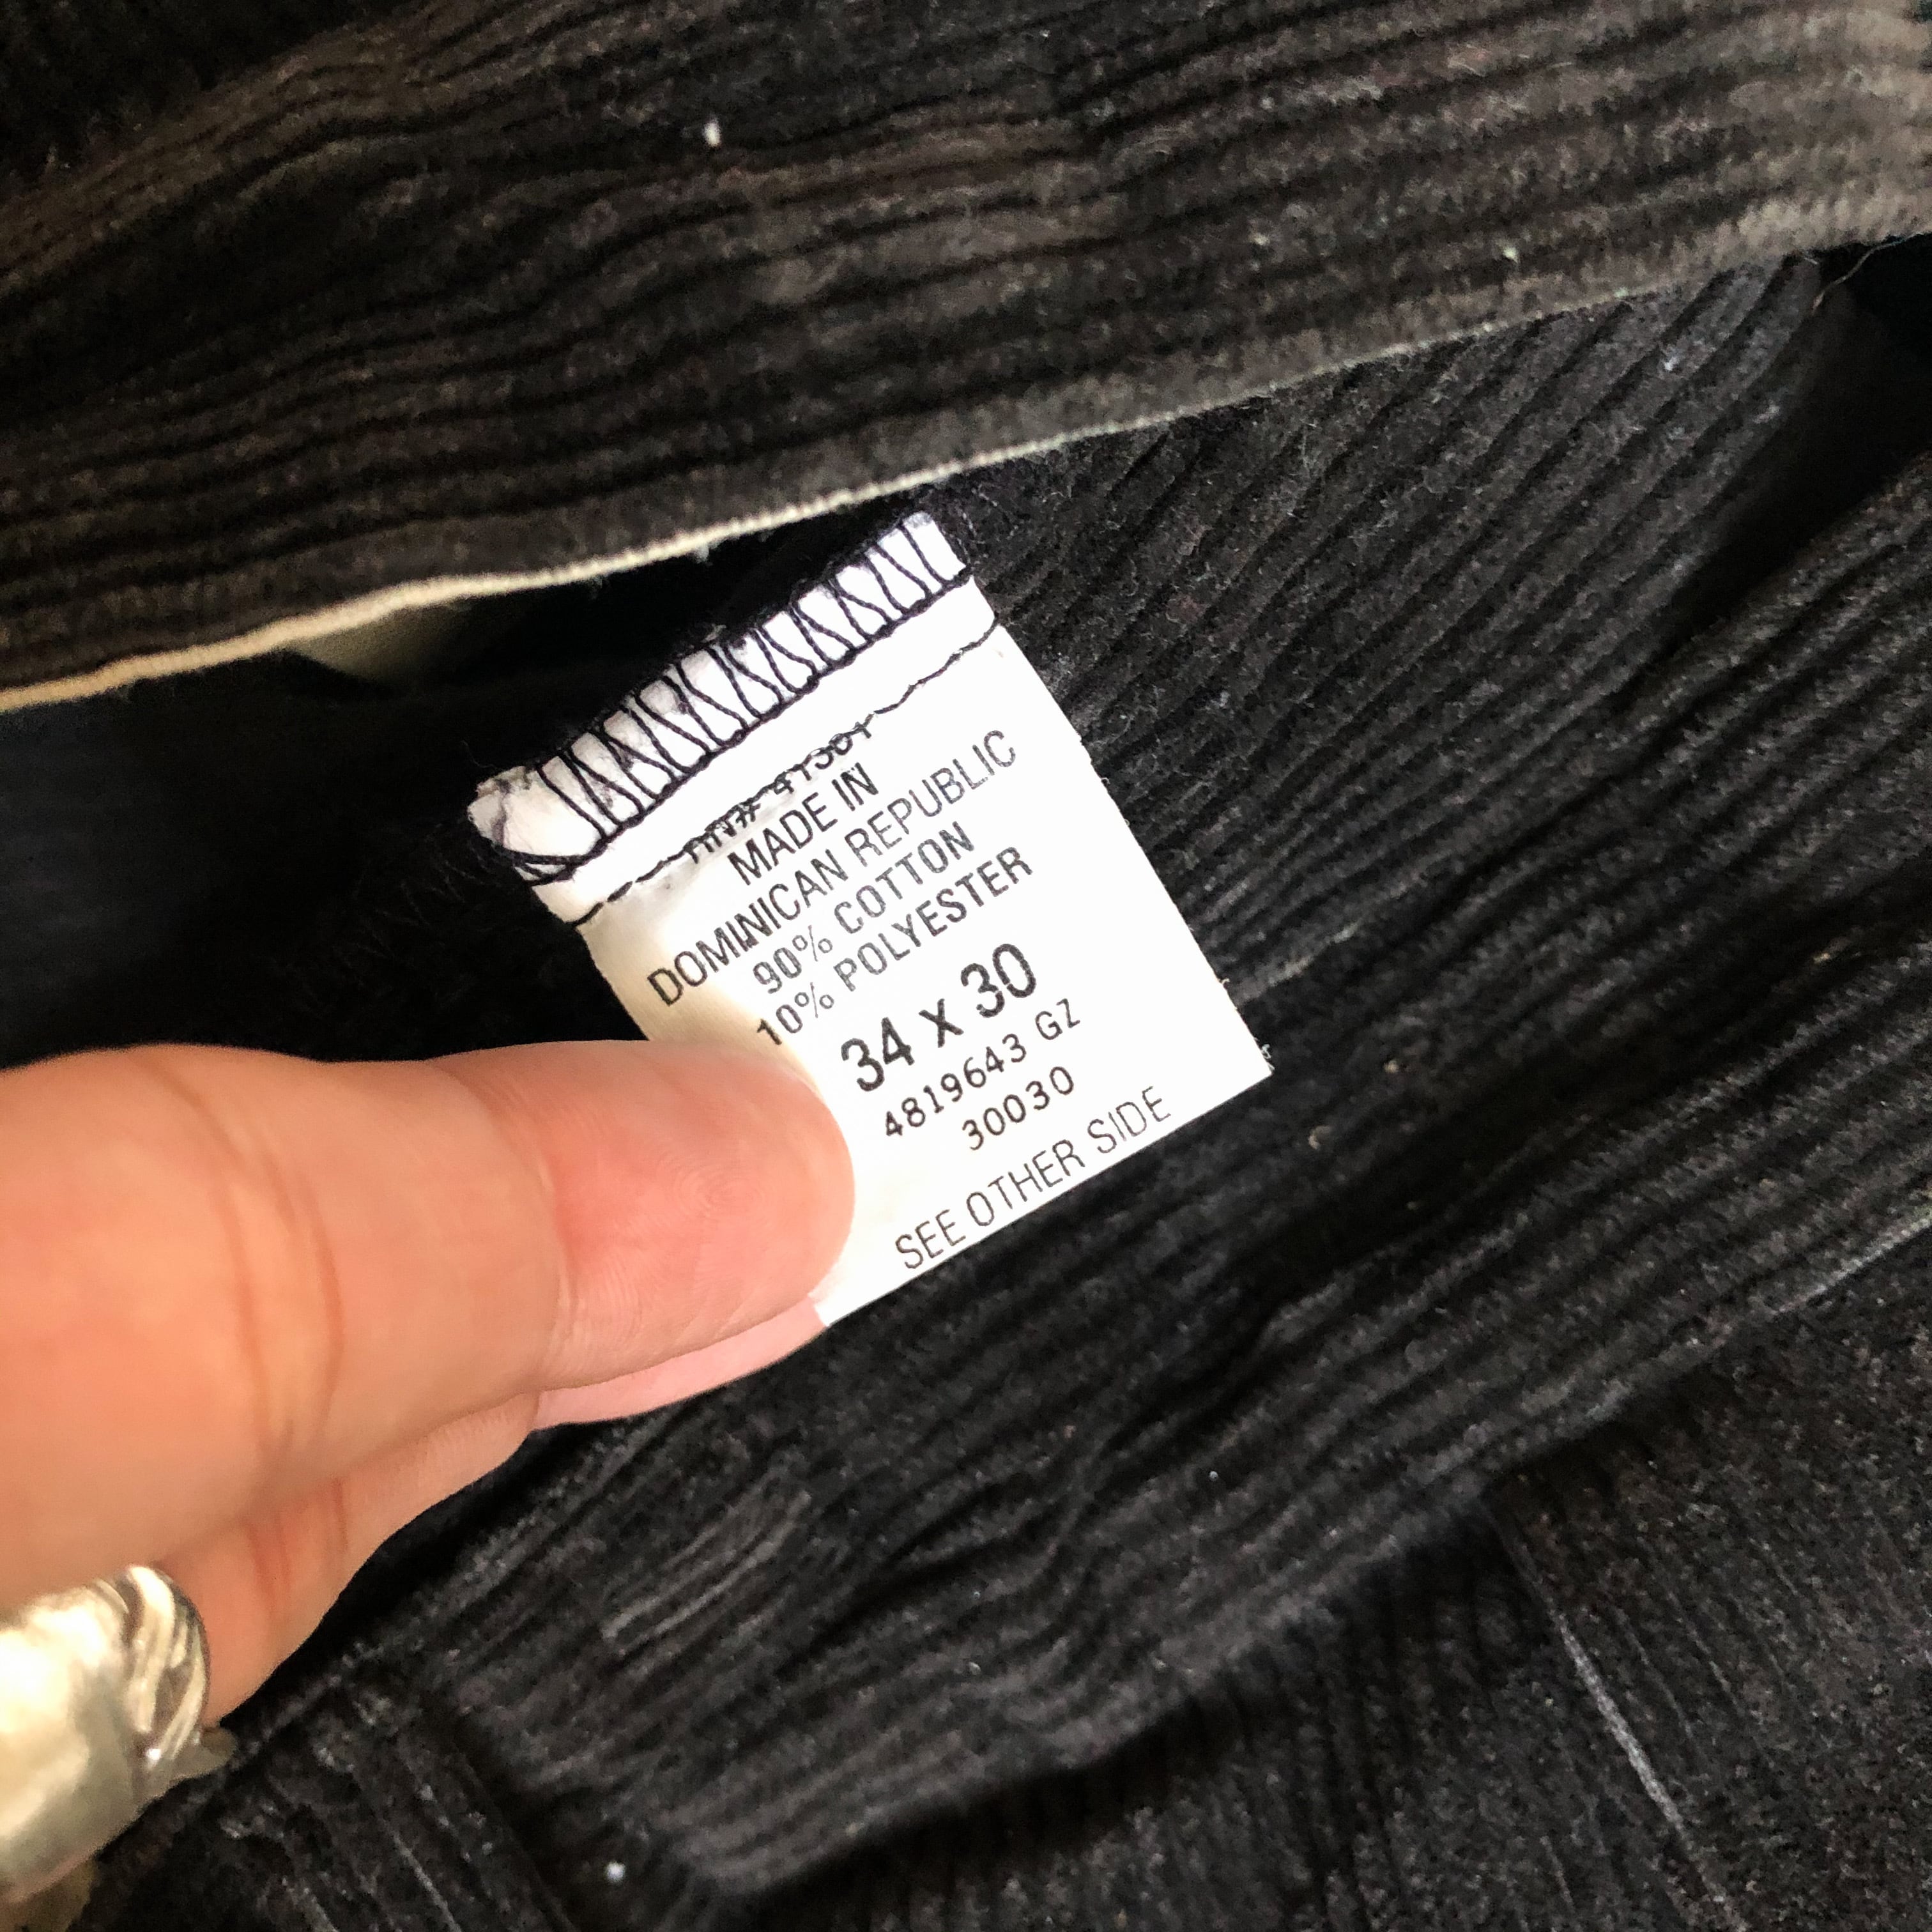 MADE IN
DOMINICAN REPUBLIC
90% COTTON
10% POLYESTER
34 x 30
4819643 GZ
30030
SEE OTHER SIDE